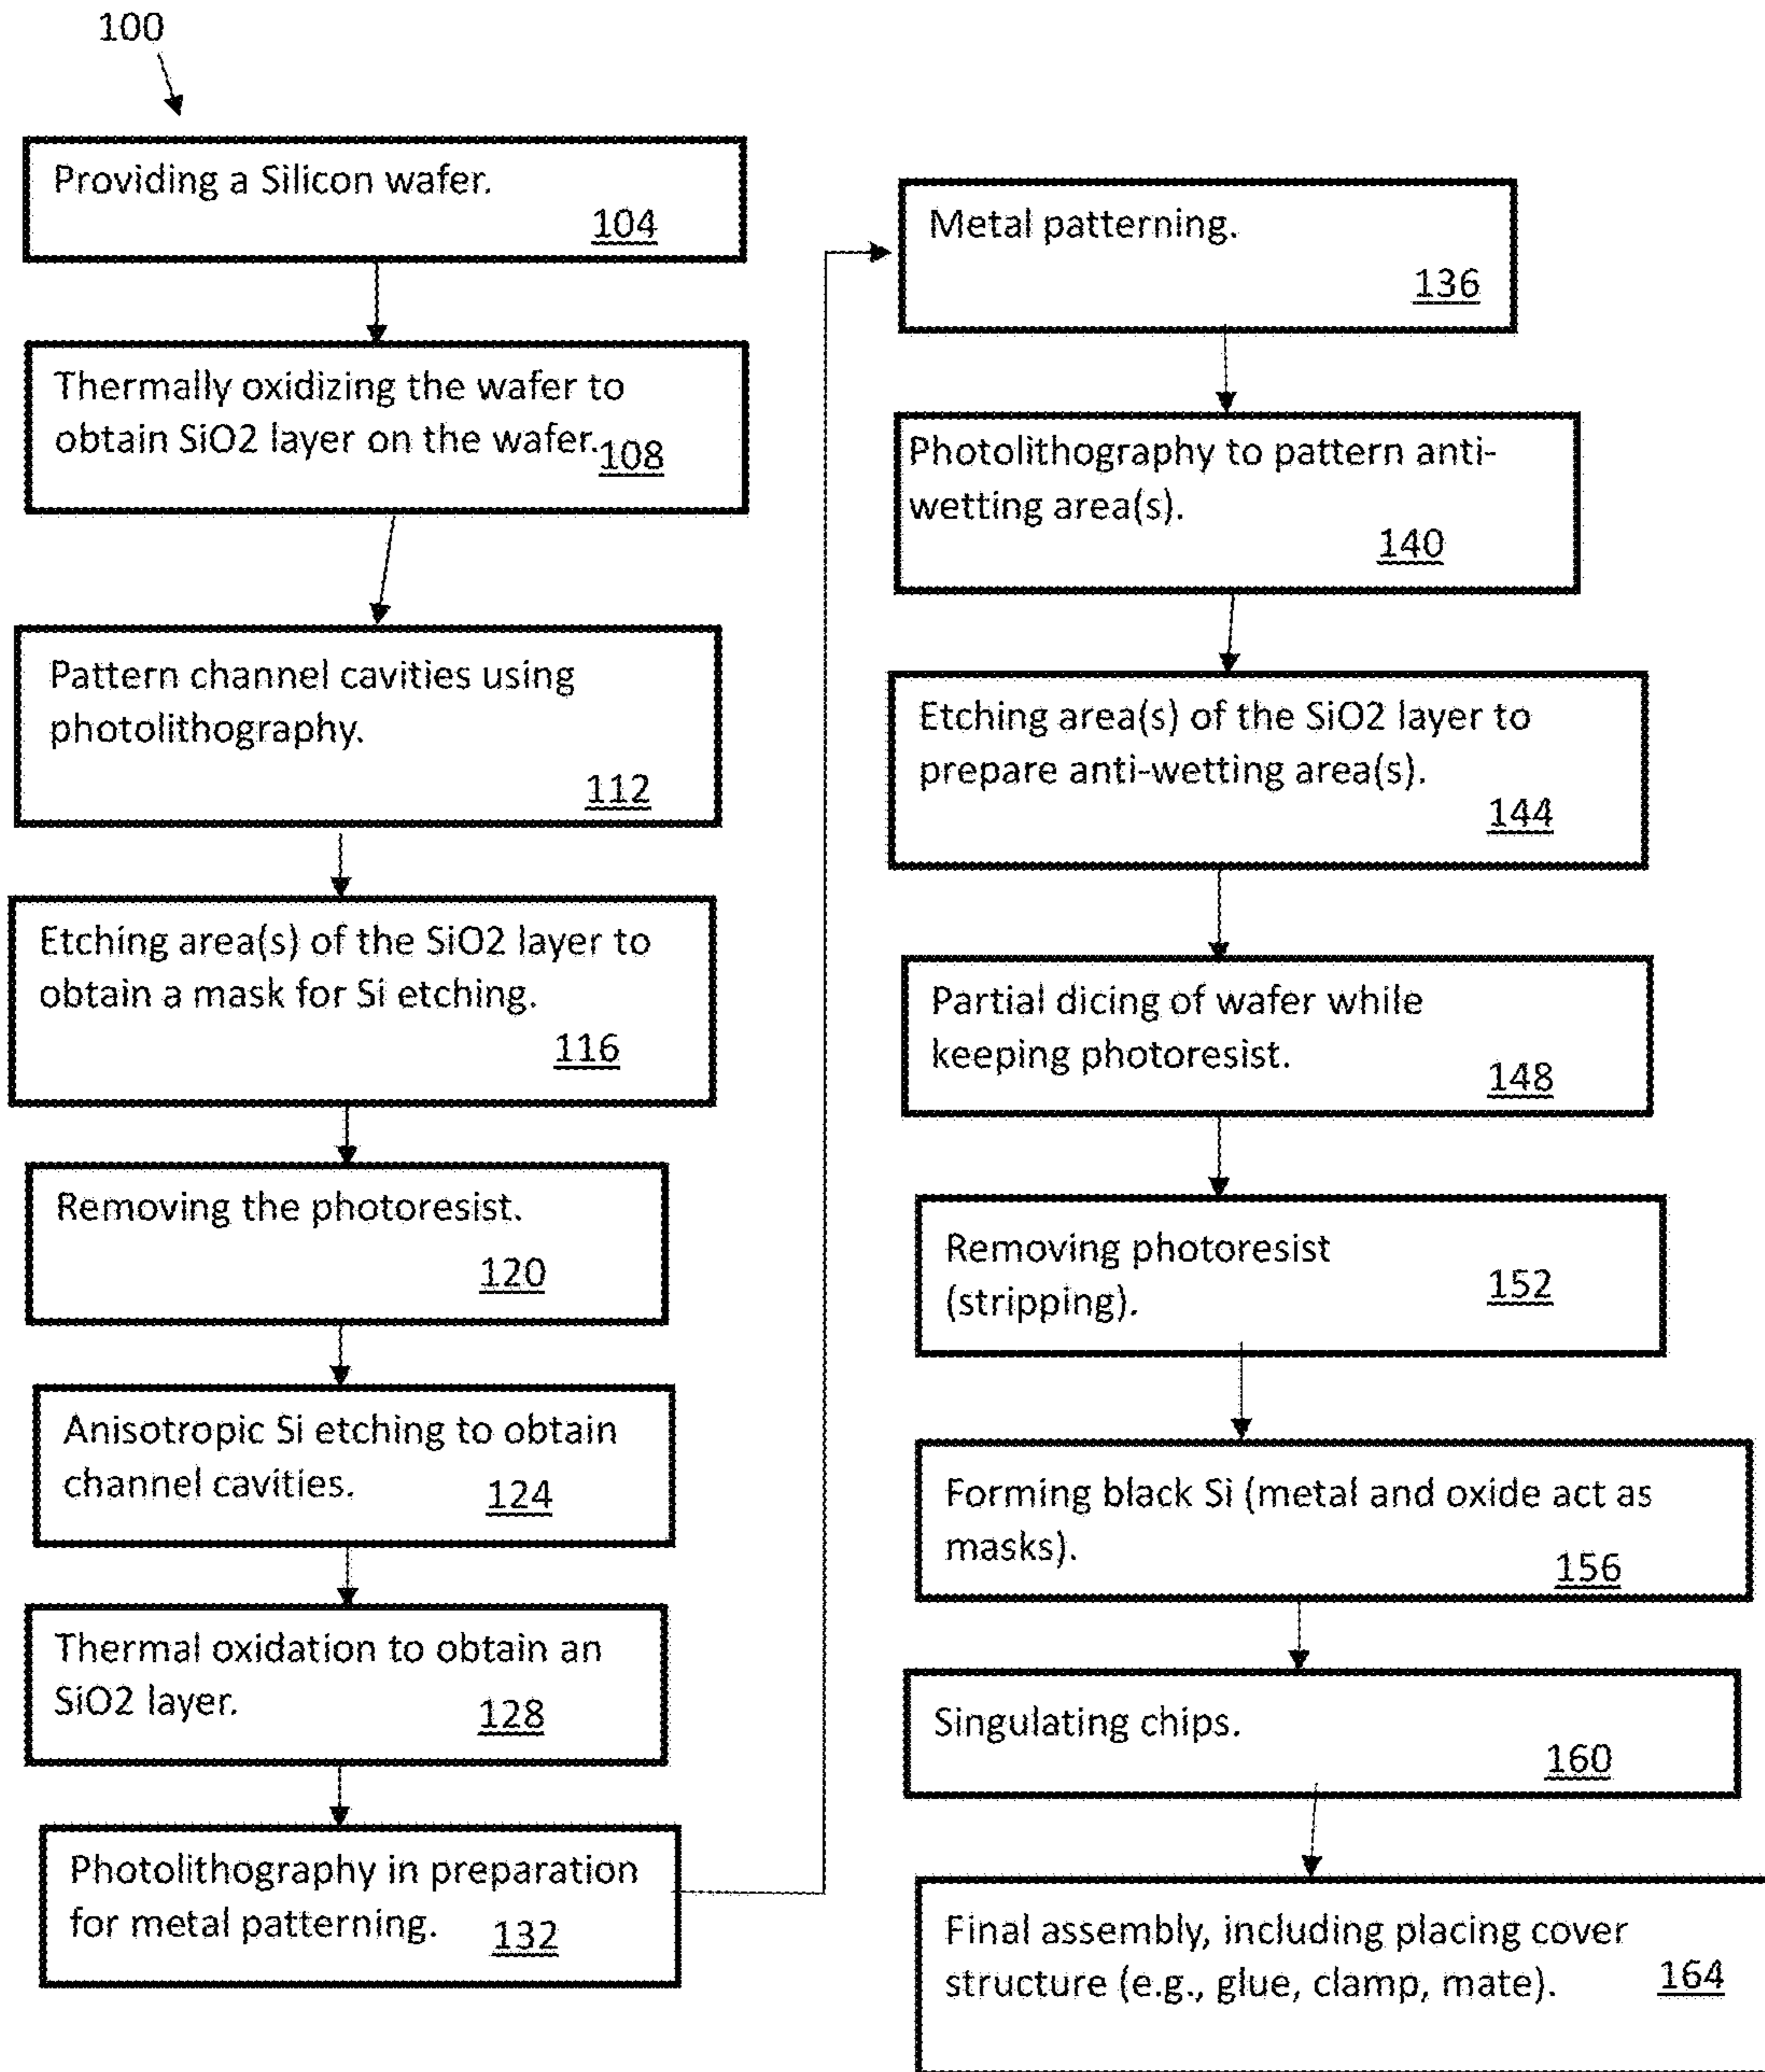 100
Providing a Silicon wafer.
104
Thermally oxidizing the wafer to
obtain SiO2 layer on the wafer.
108
Pattern channel cavities using
photolithography.
112
Etching area(s) of the SiO2 layer to
obtain a mask for Si etching.
116
Removing the photoresist.
120
Anisotropic Si etching to obtain
channel cavities.
124
Thermal oxidation to obtain an
SiO2 layer.
128
Photolithography in preparation
for metal patterning.
132
Metal patterning.
136
Photolithography to pattern anti-
wetting area(s).
140
Etching area(s) of the SiO2 layer to
prepare anti-wetting area(s).
144
Partial dicing of wafer while
keeping photoresist.
148
Removing photoresist
(stripping).
152
Forming black Si (metal and oxide act as
masks).
156
Singulating chips.
160
Final assembly, including placing cover
structure (e.g., glue, clamp, mate).
164